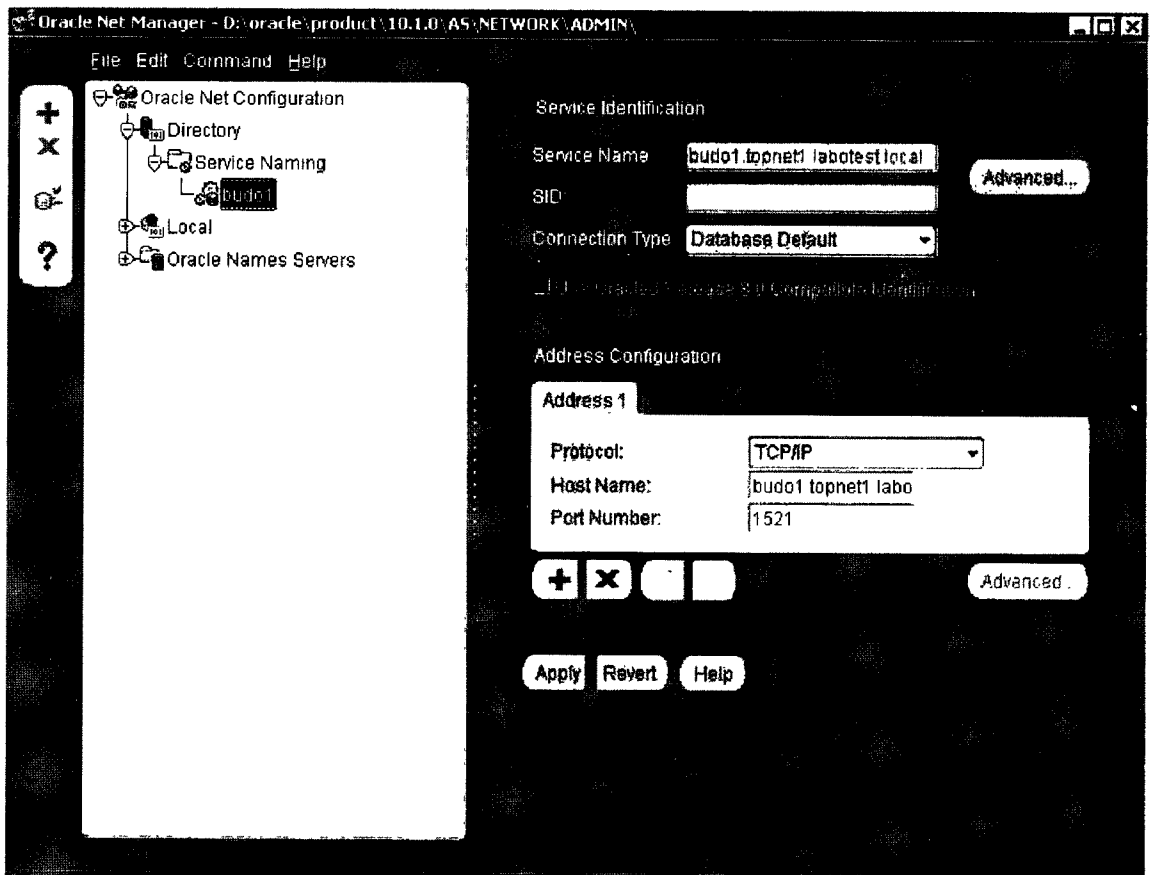 Oracle Net Manager - D:\oracle\product\10.1.0\AS\NETWORK\ADMIN\
File Edit Command Help
Oracle Net Configuration
Directory
Service Naming
budo1
Local
Oracle Names Servers
Service Identification
Service Name budo1.topnet1.labotest.local
Advanced...
SID:
Connection Type Database Default
Address Configuration
Address 1
Protocol: TCP/IP
Host Name: budo1 topnet1 labo
Port Number: 1521
Advanced..
Apply Revert Help